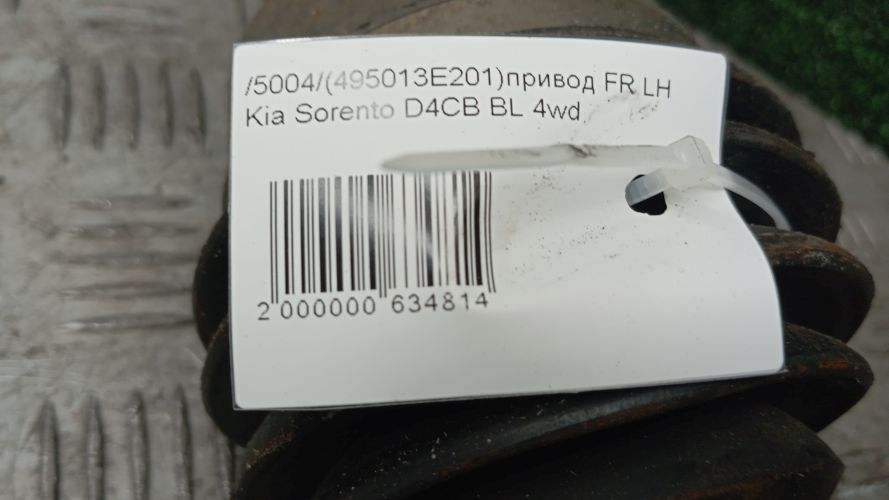 /5004/(495013E201)привод FR LH
Kia Sorento D4CB BL 4wd
2 000000 634814